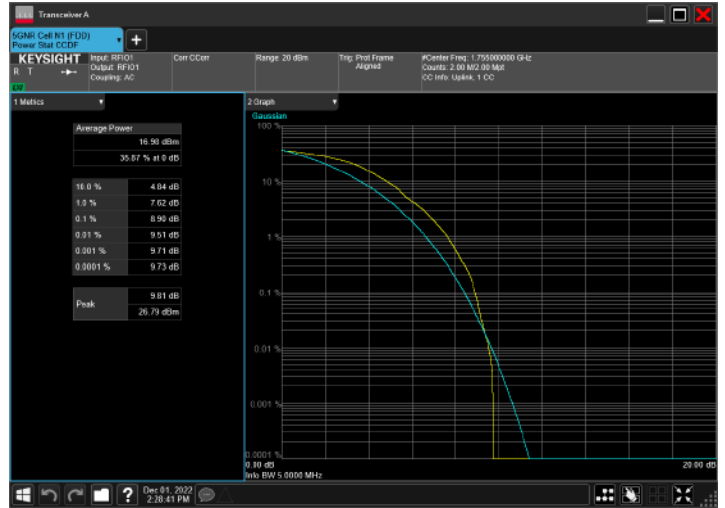 Transceiver A
5GNR Cell N1 (FDD)
Power Stat CCDF
KEYSIGHT
R T
Input: RFIO1
Output: RFIO1
Coupling: AC
Corr CCorr
Range: 20 dBm
Trig: Prot Frame
Aligned
#Center Freq: 1.755000000 GHz
Counts: 2.00 M/2.00 Mpt
CC Info: Uplink, 1 CC
1 Metrics
Average Power
16.98 dBm
35.87 % at 0 dB
10.0 % 4.84 dB
1.0 % 7.62 dB
0.1 % 8.90 dB
0.01 % 9.51 dB
0.001 % 9.71 dB
0.0001 % 9.73 dB
Peak
9.81 dB
26.79 dBm
2 Graph
Gaussian
100 %
10 %
1 %
0.1 %
0.01 %
0.001 %
0.0001 %
0.00 dB
20.00 dB
Info BW 5.0000 MHz
?
Dec 01, 2022
2:28:41 PM